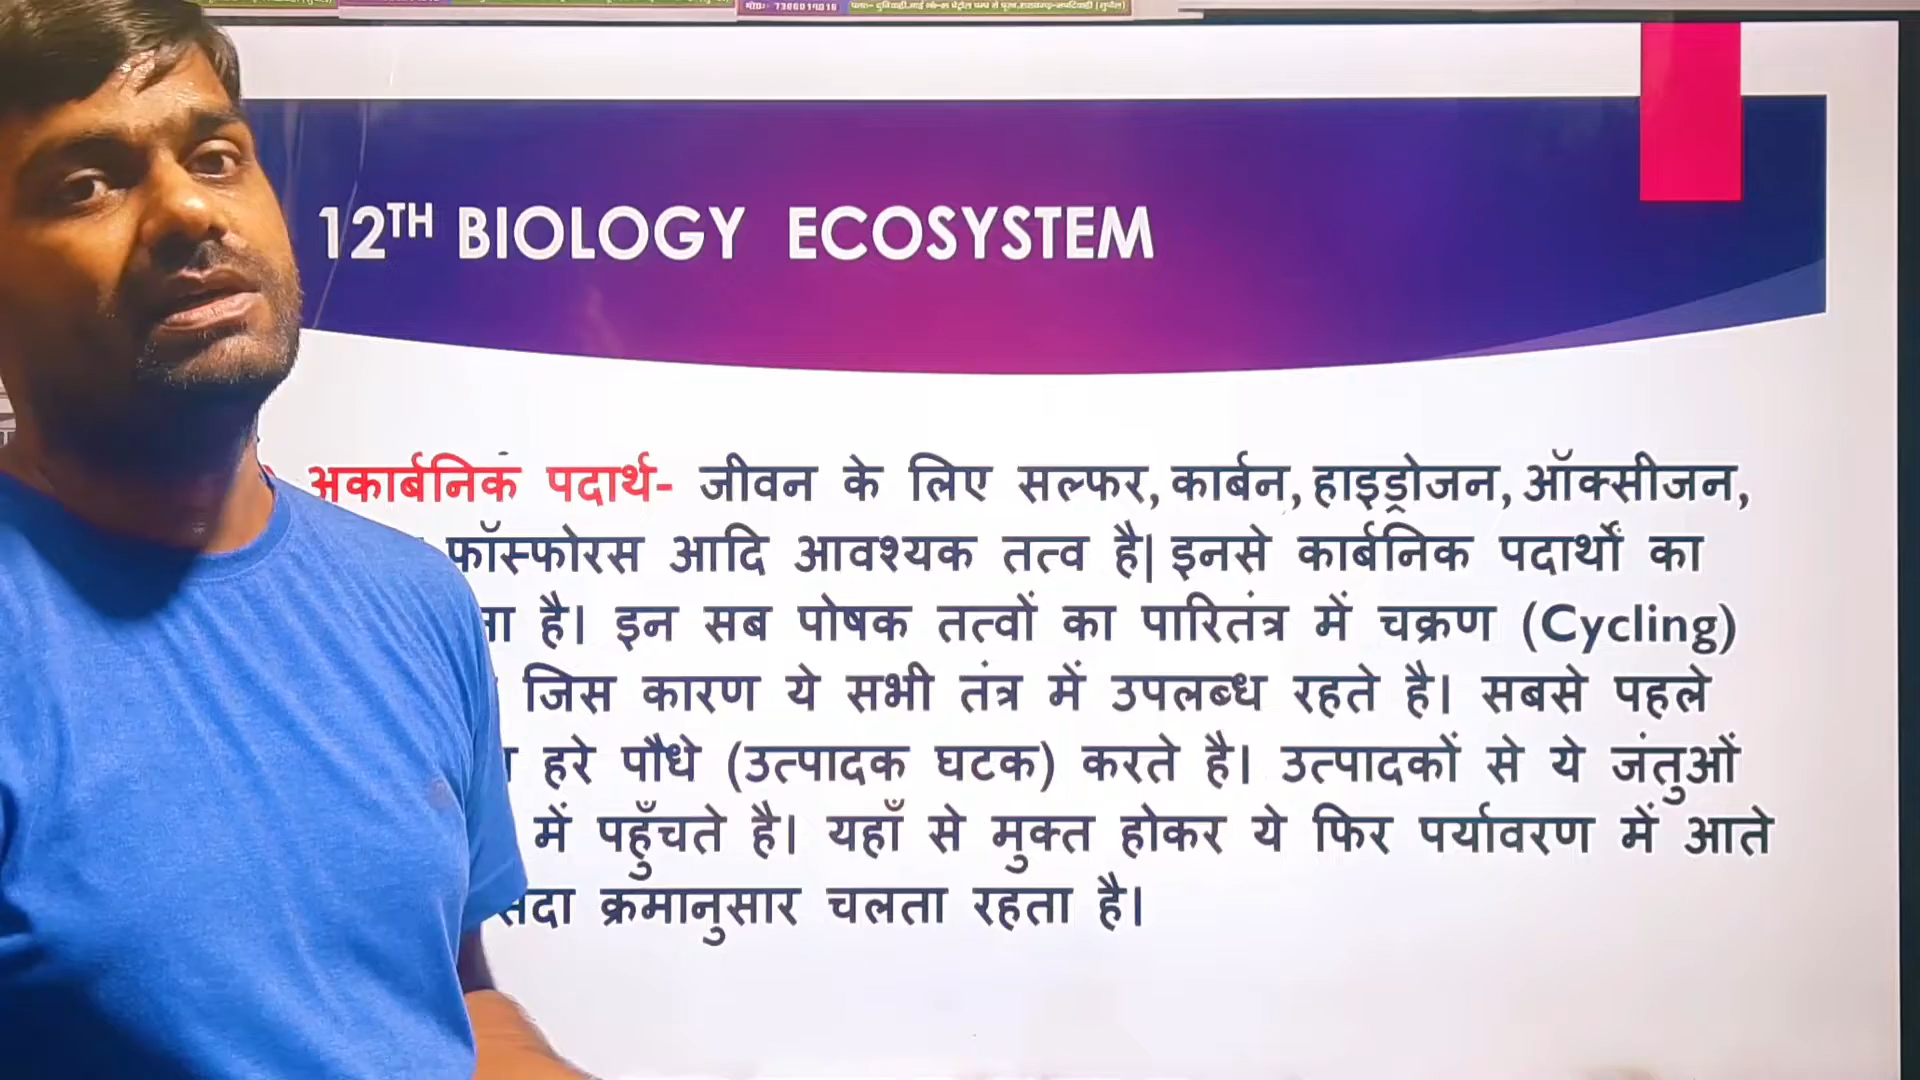 मो०:- 7366019016
12TH BIOLOGY ECOSYSTEM
अकार्बनिक पदार्थ- जीवन के लिए सल्फर, कार्बन, हाइड्रोजन, ऑक्सीजन,
फॉस्फोरस आदि आवश्यक तत्व है| इनसे कार्बनिक पदार्थों का
है। इन सब पोषक तत्वों का पारितंत्र में चक्रण (Cycling)
जिस कारण ये सभी तंत्र में उपलब्ध रहते है। सबसे पहले
हरे पौधे (उत्पादक घटक) करते है। उत्पादकों से ये जंतुओं
में पहुँचते है। यहाँ से मुक्त होकर ये फिर पर्यावरण में आते
सदा क्रमानुसार चलता रहता है।